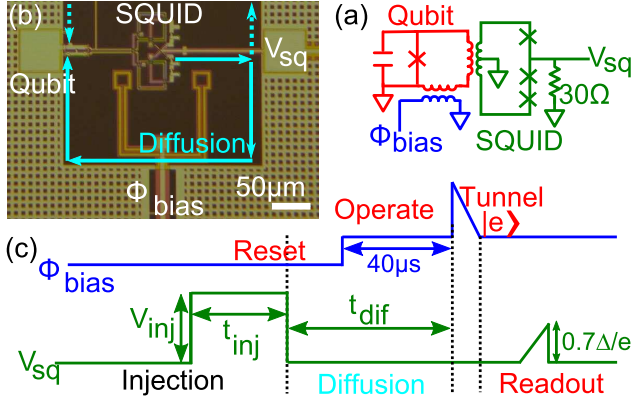 (b)
SQUID
V_sq
Qubit
Diffusion
Φ_bias
50μm
(a)
Qubit
V_sq
30Ω
Φ_bias
SQUID
(c)
Operate
Tunnel
|e⟩
Reset
40μs
Φ_bias
V_inj
t_inj
t_dif
0.7Δ/e
V_sq
Injection
Diffusion
Readout